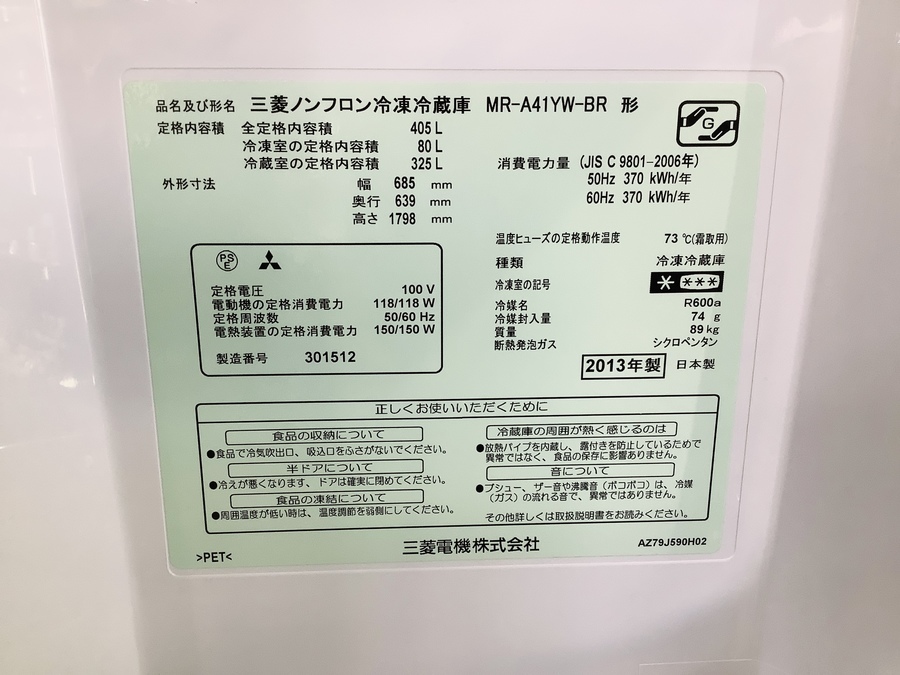 品名及び形名 三菱ノンフロン冷凍冷蔵庫 MR-A41YW-BR 形
G
定格内容積 全定格内容積 405 L
冷凍室の定格内容積 80 L
冷蔵室の定格内容積 325 L
外形寸法 幅 685 mm
奥行 639 mm
高さ 1798 mm
消費電力量 (JIS C 9801-2006年)
50Hz 370 kWh/年
60Hz 370 kWh/年
温度ヒューズの定格動作温度 73 ℃(霜取用)
種類 冷凍冷蔵庫
冷凍室の記号 * ***
冷媒名 R600a
冷媒封入量 74 g
質量 89 kg
断熱発泡ガス シクロペンタン
2013年製 日本製
PSE
定格電圧 100 V
電動機の定格消費電力 118/118 W
定格周波数 50/60 Hz
電熱装置の定格消費電力 150/150 W
製造番号 301512
正しくお使いいただくために
食品の収納について
●食品で冷気吹出口、吸込口をふさがないでください。
半ドアについて
●冷えが悪くなります、ドアは確実に閉めてください。
食品の凍結について
●周囲温度が低い時は、温度調節を弱側にしてください。
冷蔵庫の周囲が熱く感じるのは
●放熱パイプを内蔵し、露付きを防止しているためで
異常ではなく、食品の保存に影響ありません。
音について
●プシュー、ザー音や沸騰音（ポコポコ）は、冷媒
（ガス）の流れる音で、異常ではありません。
その他詳しくは取扱説明書をお読みください。
>PET<
三菱電機株式会社
AZ79J590H02